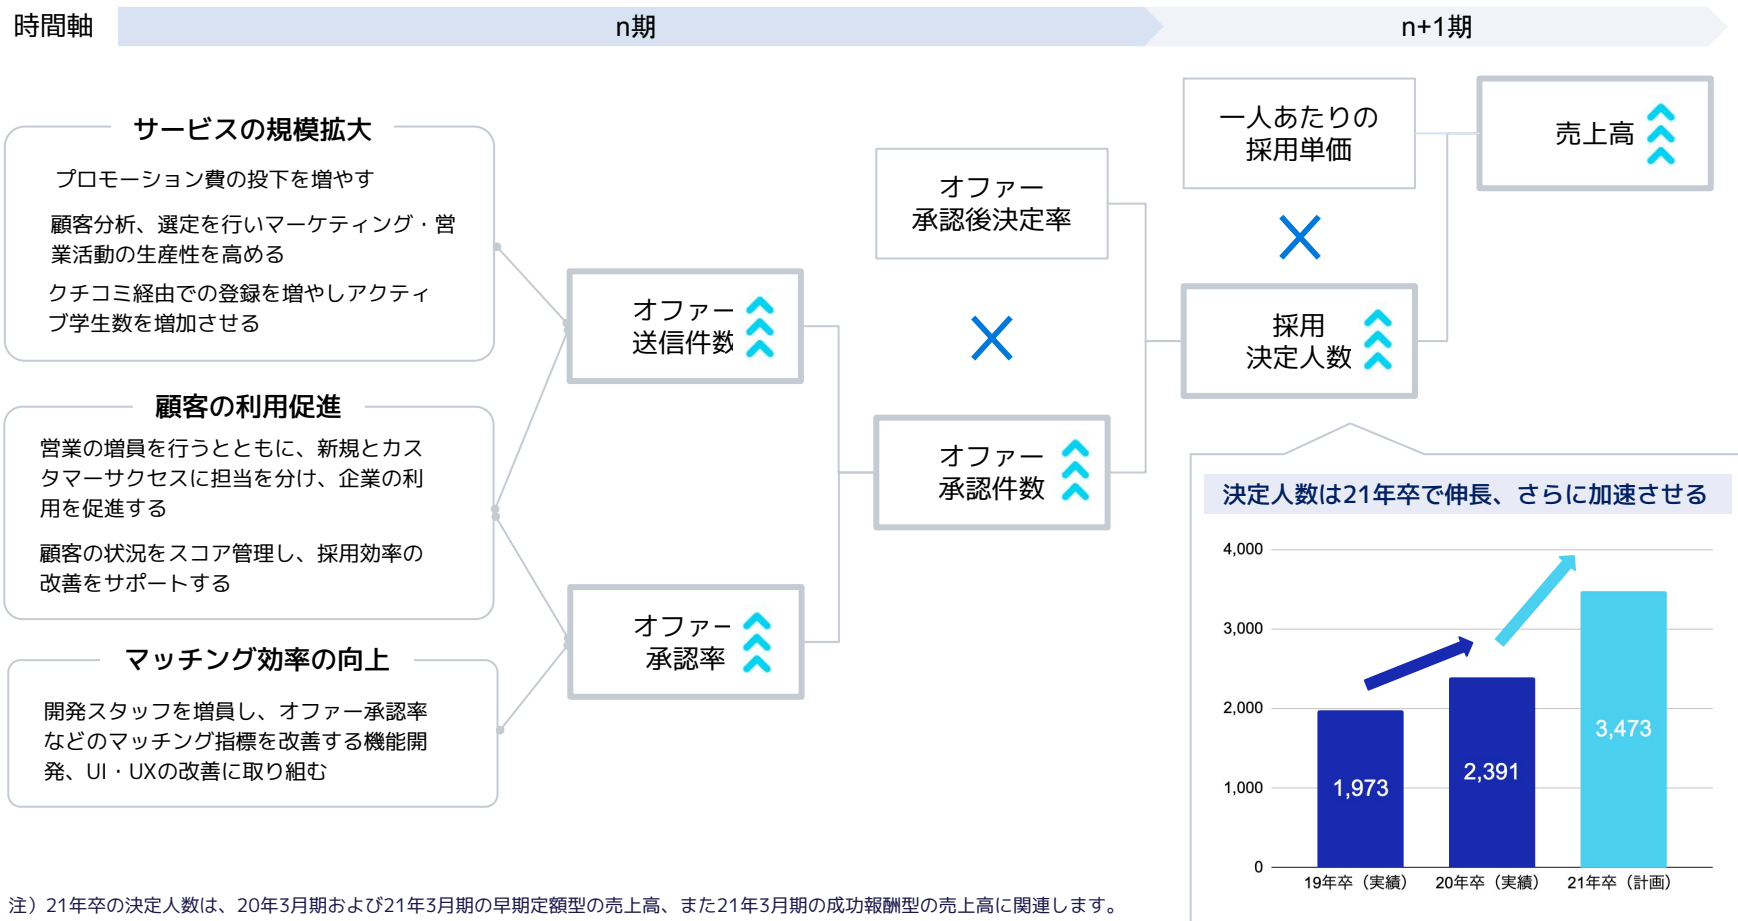 時間軸
n期
n+1期
サービスの規模拡大
プロモーション費の投下を増やす
顧客分析、選定を行いマーケティング・営
業活動の生産性を高める
クチコミ経由での登録を増やしアクティ
ブ学生数を増加させる
顧客の利用促進
営業の増員を行うとともに、新規とカス
タマーサクセスに担当を分け、企業の利
用を促進する
顧客の状況をスコア管理し、採用効率の
改善をサポートする
マッチング効率の向上
開発スタッフを増員し、オファー承認率
などのマッチング指標を改善する機能開
発、UI・UXの改善に取り組む
オファー
送信件数
オファー
承認率
オファー
承認後決定率
オファー
承認件数
一人あたりの
採用単価
採用
決定人数
売上高
決定人数は21年卒で伸長、さらに加速させる
4,000
3,000
2,000
1,000
0
1,973
2,391
3,473
19年卒（実績）
20年卒（実績）
21年卒（計画）
注）21年卒の決定人数は、20年3月期および21年3月期の早期定額型の売上高、また21年3月期の成功報酬型の売上高に関連します。